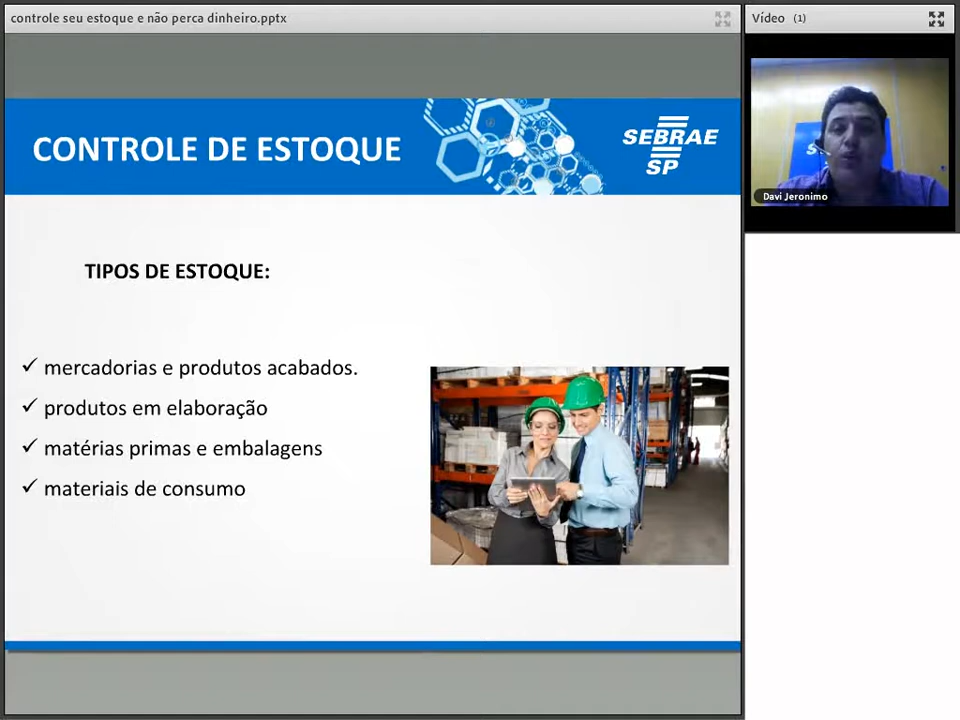 controle seu estoque e não perca dinheiro.pptx
Vídeo (1)
CONTROLE DE ESTOQUE
SEBRAE
SP
Davi Jeronimo
TIPOS DE ESTOQUE:
✓ mercadorias e produtos acabados.
✓ produtos em elaboração
✓ matérias primas e embalagens
✓ materiais de consumo